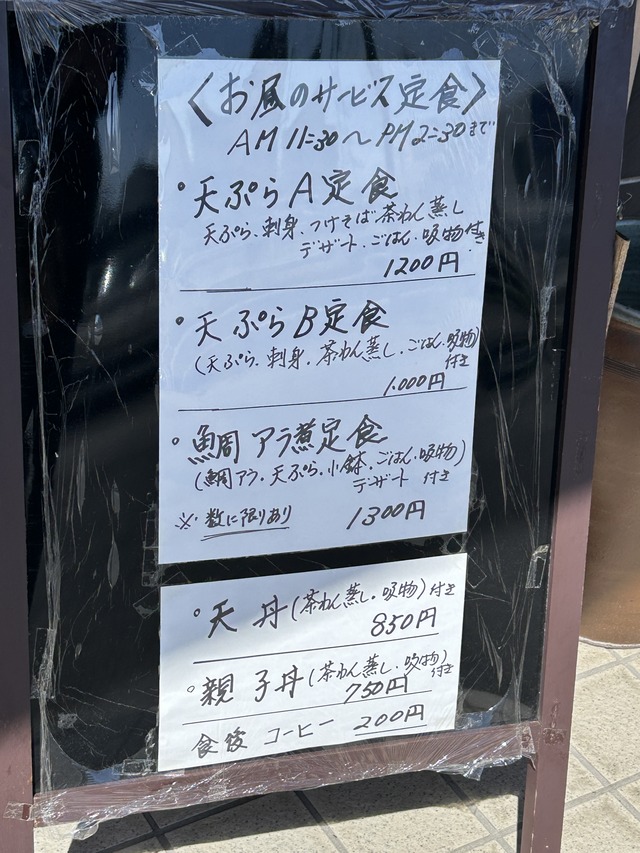 〈お昼のサービス定食〉
AM 11:30〜PM 2:30まで
○天ぷらA定食
天ぷら、刺身、つけそば茶わん蒸し
デザート、ごはん、吸物付き
1200円
○天ぷらB定食
(天ぷら、刺身、茶わん蒸し、ごはん、吸物)
付き
1,000円
○鯛アラ煮定食
(鯛アラ・天ぷら・小鉢・ごはん・吸物)
デザート 付き
※数に限りあり 1300円
○天丼(茶わん蒸し・吸物)付き
850円
○親子丼(茶わん蒸し・吸物)付き
750円
食後 コーヒー 200円